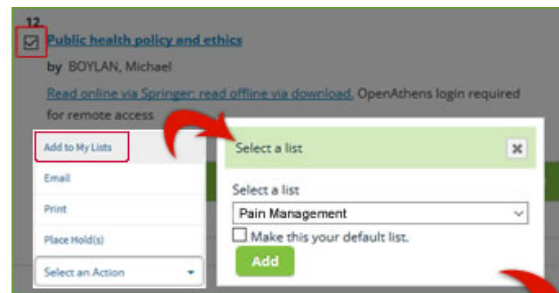 12.
Public health policy and ethics
by BOYLAN, Michael
Read online via Springer; read offline via download. OpenAthens login required
for remote access
Add to My Lists
Email
Print
Place Hold(s)
Select an Action
Select a list
Select a list
Pain Management
Make this your default list.
Add